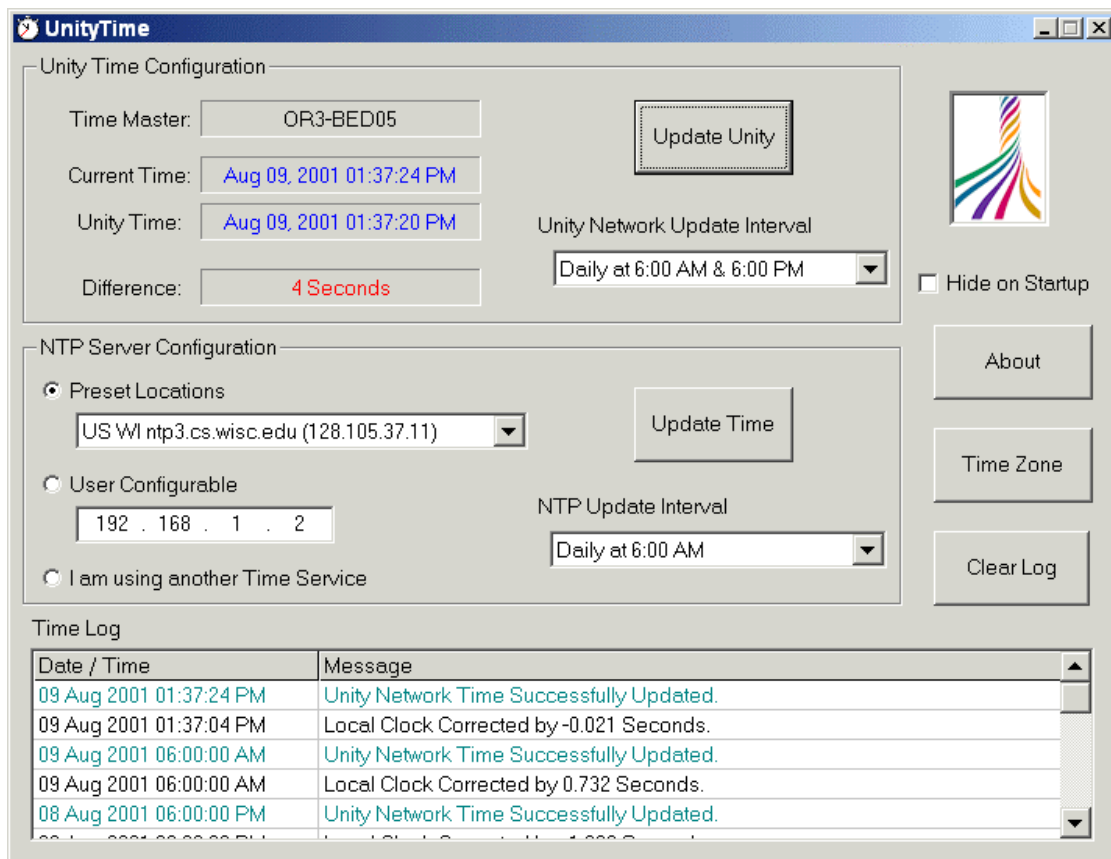 UnityTime
Unity Time Configuration
Time Master: OR3-BED05
Update Unity
Current Time: Aug 09, 2001 01:37:24 PM
Unity Time: Aug 09, 2001 01:37:20 PM
Unity Network Update Interval
Daily at 6:00 AM & 6:00 PM
Difference: 4 Seconds
Hide on Startup
NTP Server Configuration
About
Preset Locations
US WI ntp3.cs.wisc.edu (128.105.37.11)
Update Time
Time Zone
User Configurable
192 . 168 . 1 . 2
NTP Update Interval
Daily at 6:00 AM
I am using another Time Service
Clear Log
Time Log
Date / Time Message
09 Aug 2001 01:37:24 PM Unity Network Time Successfully Updated.
09 Aug 2001 01:37:04 PM Local Clock Corrected by -0.021 Seconds.
09 Aug 2001 06:00:00 AM Unity Network Time Successfully Updated.
09 Aug 2001 06:00:00 AM Local Clock Corrected by 0.732 Seconds.
08 Aug 2001 06:00:00 PM Unity Network Time Successfully Updated.